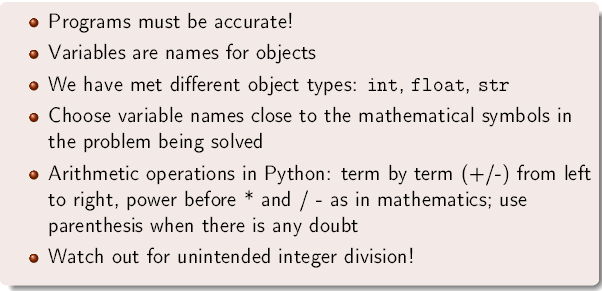 Programs must be accurate!
Variables are names for objects
We have met different object types: int, float, str
Choose variable names close to the mathematical symbols in
the problem being solved
Arithmetic operations in Python: term by term (+/-) from left
to right, power before * and / - as in mathematics; use
parenthesis when there is any doubt
Watch out for unintended integer division!